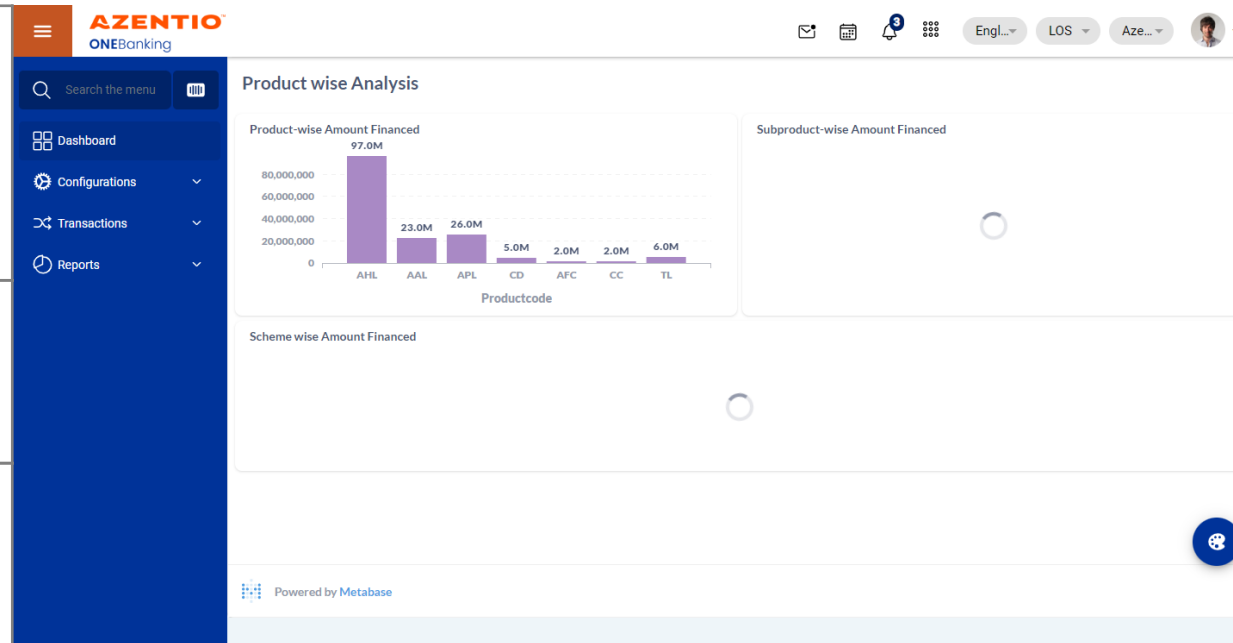 AZENTIO
ONEBanking
3
Engl...
LOS
Aze...
Search the menu
Dashboard
Configurations
Transactions
Reports
Product wise Analysis
Product-wise Amount Financed
97.0M
80,000,000
60,000,000
40,000,000
20,000,000
0
23.0M
26.0M
5.0M
2.0M
2.0M
6.0M
AHL AAL APL CD AFC CC TL
Productcode
Subproduct-wise Amount Financed
Scheme wise Amount Financed
Powered by Metabase